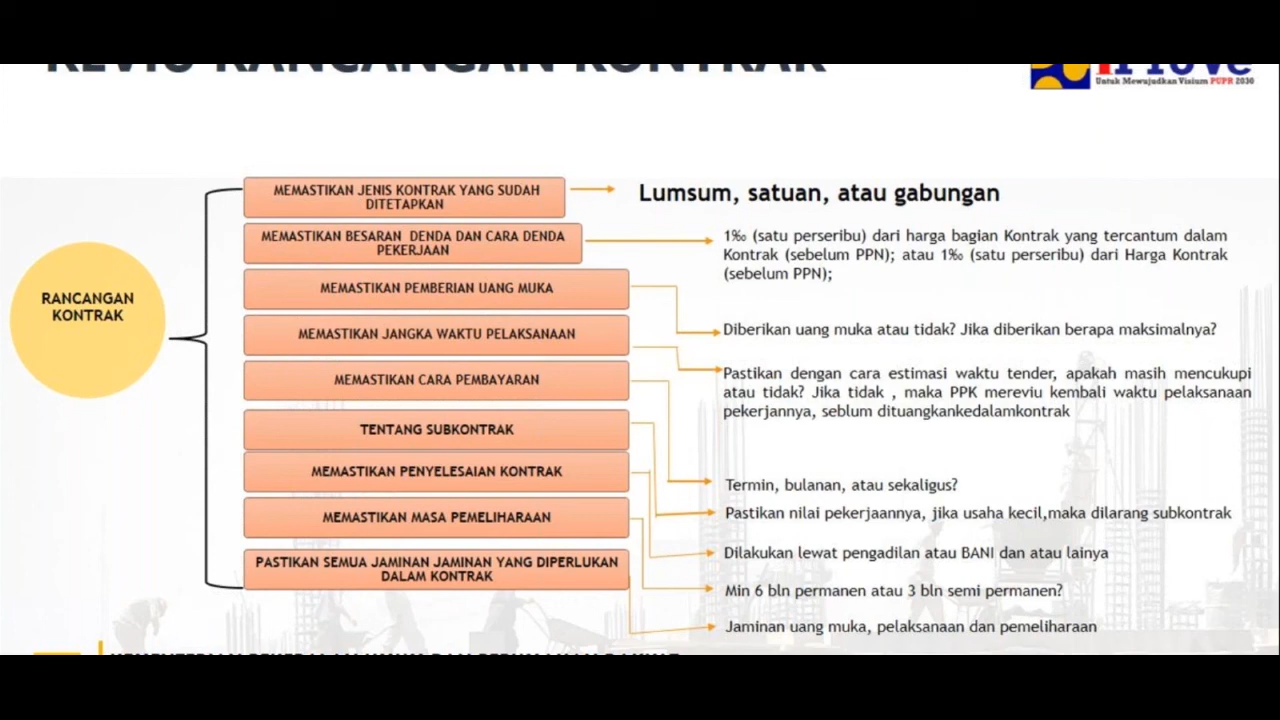 REVIU RANCANGAN KONTRAK
Untuk Mewujudkan Visium PUPR 2030
RANCANGAN
KONTRAK
MEMASTIKAN JENIS KONTRAK YANG SUDAH
DITETAPKAN
Lumsum, satuan, atau gabungan
MEMASTIKAN BESARAN DENDA DAN CARA DENDA
PEKERJAAN
1‰ (satu perseribu) dari harga bagian Kontrak yang tercantum dalam
Kontrak (sebelum PPN); atau 1‰ (satu perseribu) dari Harga Kontrak
(sebelum PPN);
MEMASTIKAN PEMBERIAN UANG MUKA
Diberikan uang muka atau tidak? Jika diberikan berapa maksimalnya?
MEMASTIKAN JANGKA WAKTU PELAKSANAAN
Pastikan dengan cara estimasi waktu tender, apakah masih mencukupi
atau tidak? Jika tidak , maka PPK mereviu kembali waktu pelaksanaan
pekerjannya, seblum dituangkankedalamkontrak
MEMASTIKAN CARA PEMBAYARAN
Termin, bulanan, atau sekaligus?
TENTANG SUBKONTRAK
Pastikan nilai pekerjaannya, jika usaha kecil,maka dilarang subkontrak
MEMASTIKAN PENYELESAIAN KONTRAK
Dilakukan lewat pengadilan atau BANI dan atau lainya
MEMASTIKAN MASA PEMELIHARAAN
Min 6 bln permanen atau 3 bln semi permanen?
PASTIKAN SEMUA JAMINAN JAMINAN YANG DIPERLUKAN
DALAM KONTRAK
Jaminan uang muka, pelaksanaan dan pemeliharaan